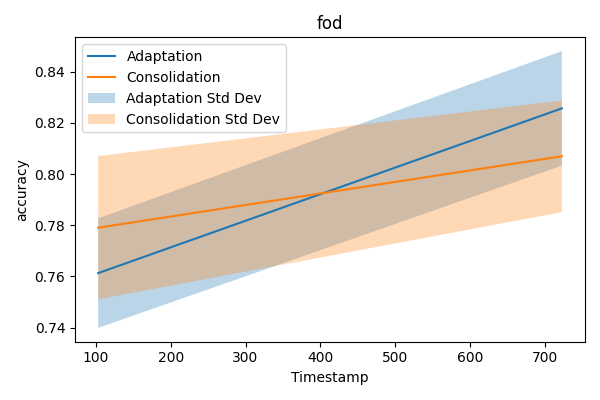 fod
Adaptation
Consolidation
Adaptation Std Dev
Consolidation Std Dev
accuracy
0.84
0.82
0.80
0.78
0.76
0.74
100 200 300 400 500 600 700
Timestamp